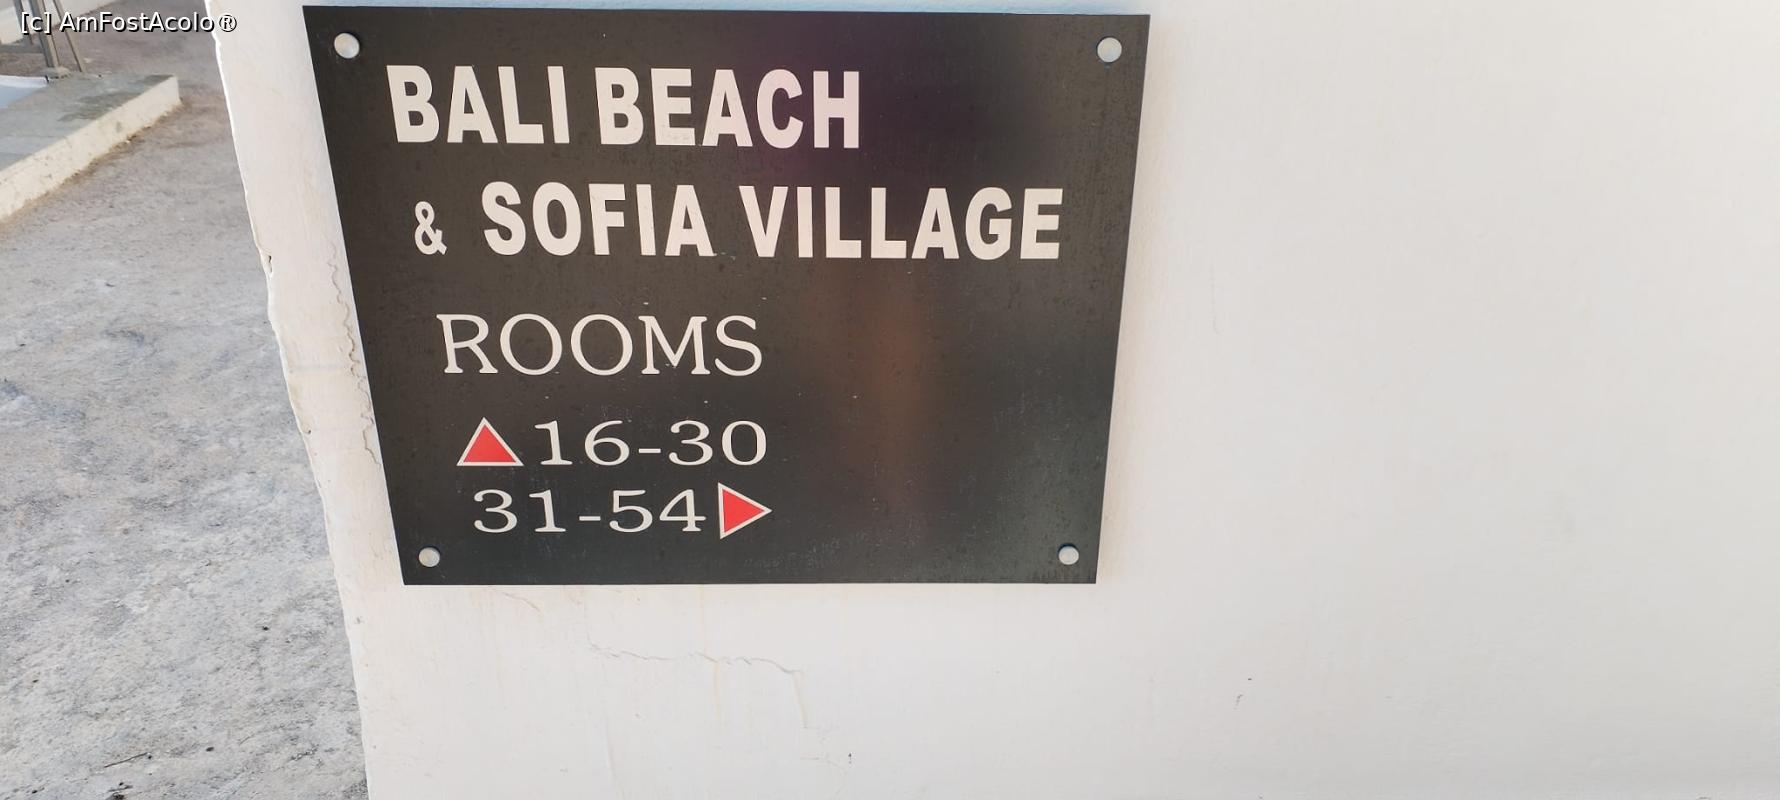 [c] AmFostAcolo®
BALI BEACH
& SOFIA VILLAGE
ROOMS
16-30
31-54